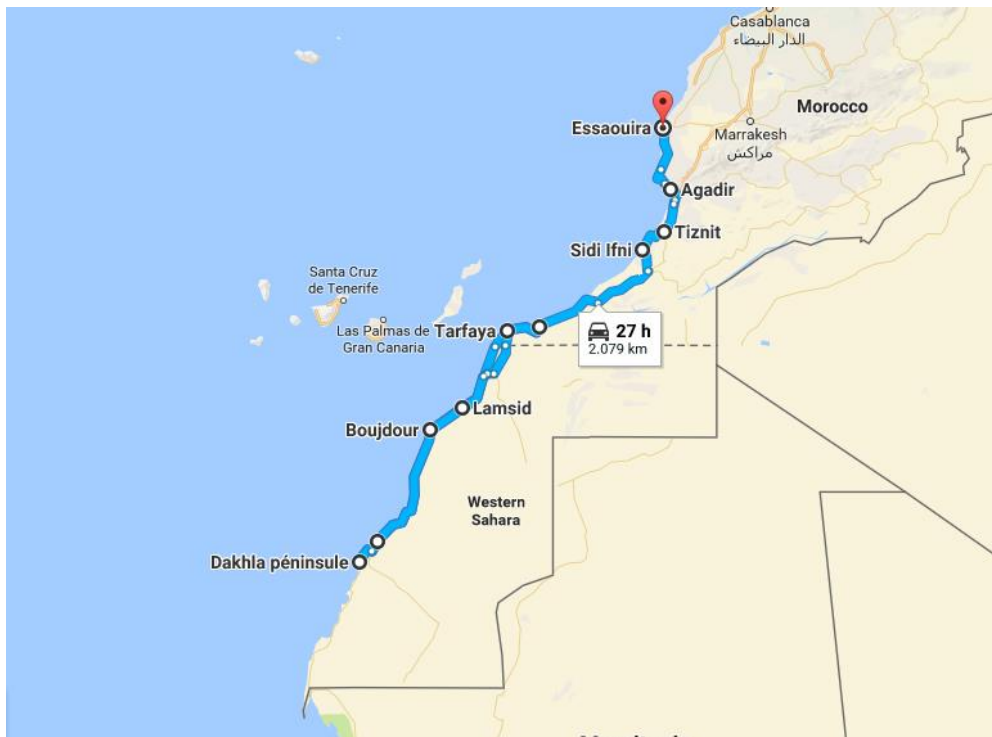 Casablanca
الدار البيضاء
Essaouira
Morocco
Marrakesh
مراكش
Agadir
Tiznit
Sidi Ifni
Santa Cruz
de Tenerife
Las Palmas de
Gran Canaria
Tarfaya
27 h
2.079 km
Lamsid
Boujdour
Western
Sahara
Dakhla péninsule